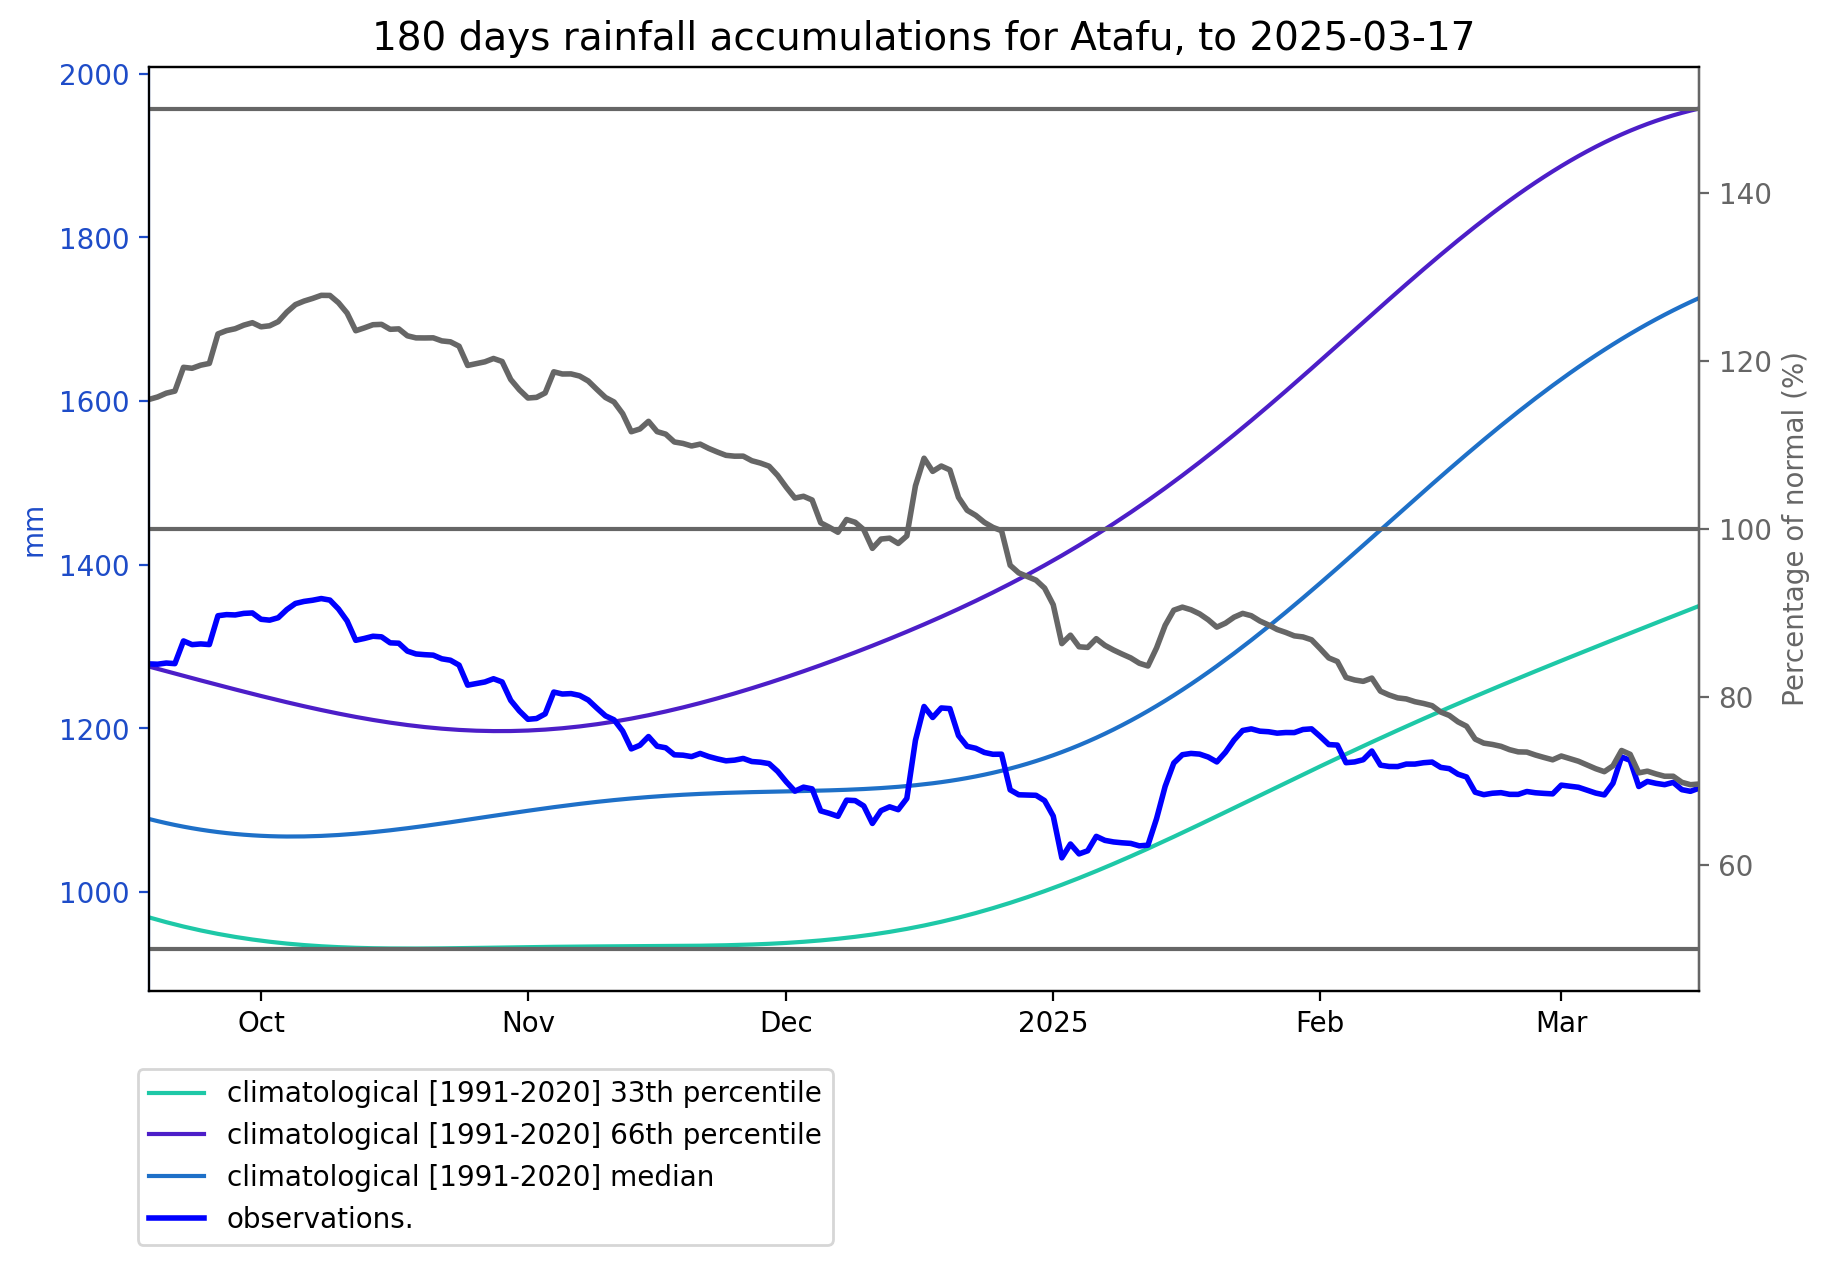 180 days rainfall accumulations for Atafu, to 2025-03-17
2000
1800
1600
1400
1200
1000
mm
140
120
100
80
60
Percentage of normal (%)
Oct Nov Dec 2025 Feb Mar
climatological [1991-2020] 33th percentile
climatological [1991-2020] 66th percentile
climatological [1991-2020] median
observations.